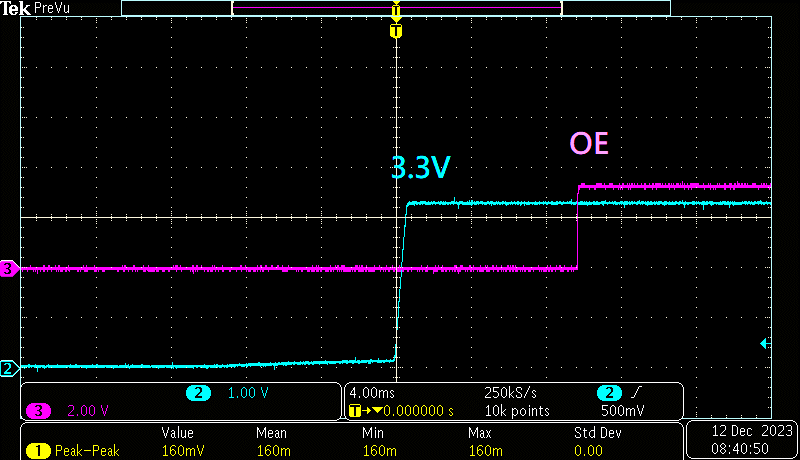 Tek PreVu
T
T
OE
3.3V
3
2
2 1.00 V 4.00ms 250kS/s 2
3 2.00 V T→▼0.000000 s 10k points 500mV
Value Mean Min Max Std Dev
1 Peak-Peak 160mV 160m 160m 160m 0.00
12 Dec 2023
08:40:50